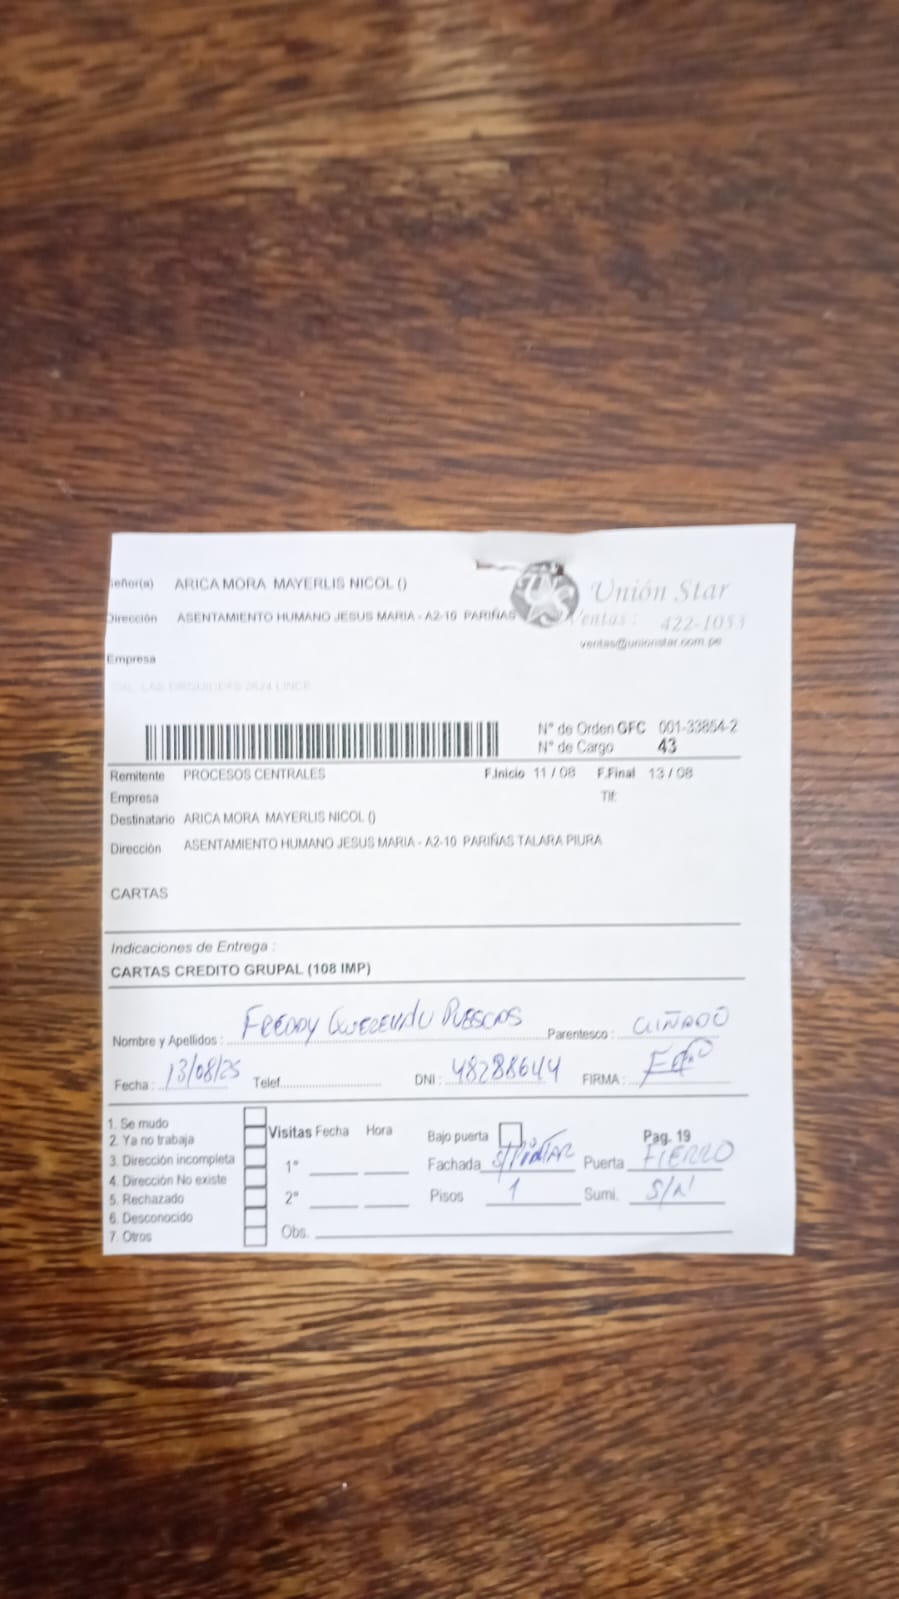 Señor(a) ARICA MORA MAYERLIS NICOL ()
Dirección ASENTAMIENTO HUMANO JESUS MARIA - A2-10 PARIÑAS
Unión Star
Ventas : 422-1053
ventas@unionstar.com.pe
Empresa
N° de Orden GFC 001-33854-2
N° de Cargo 43
Remitente PROCESOS CENTRALES F.Inicio 11 / 08 F.Final 13 / 08
Empresa Tlf:
Destinatario ARICA MORA MAYERLIS NICOL ()
Dirección ASENTAMIENTO HUMANO JESUS MARIA - A2-10 PARIÑAS TALARA PIURA
CARTAS
Indicaciones de Entrega :
CARTAS CREDITO GRUPAL (108 IMP)
Nombre y Apellidos : FREDDY PUESCAS Parentesco : CUÑADO
Fecha : 13/08/25 Telef. DNI : 48288644 FIRMA :
1. Se mudo
2. Ya no trabaja
3. Dirección incompleta
4. Dirección No existe
5. Rechazado
6. Desconocido
7. Otros
Visitas Fecha Hora
1°
2°
Obs.
Bajo puerta Pag. 19
Fachada S/PINTAR Puerta FIERRO
Pisos 1 Sumi. S/N